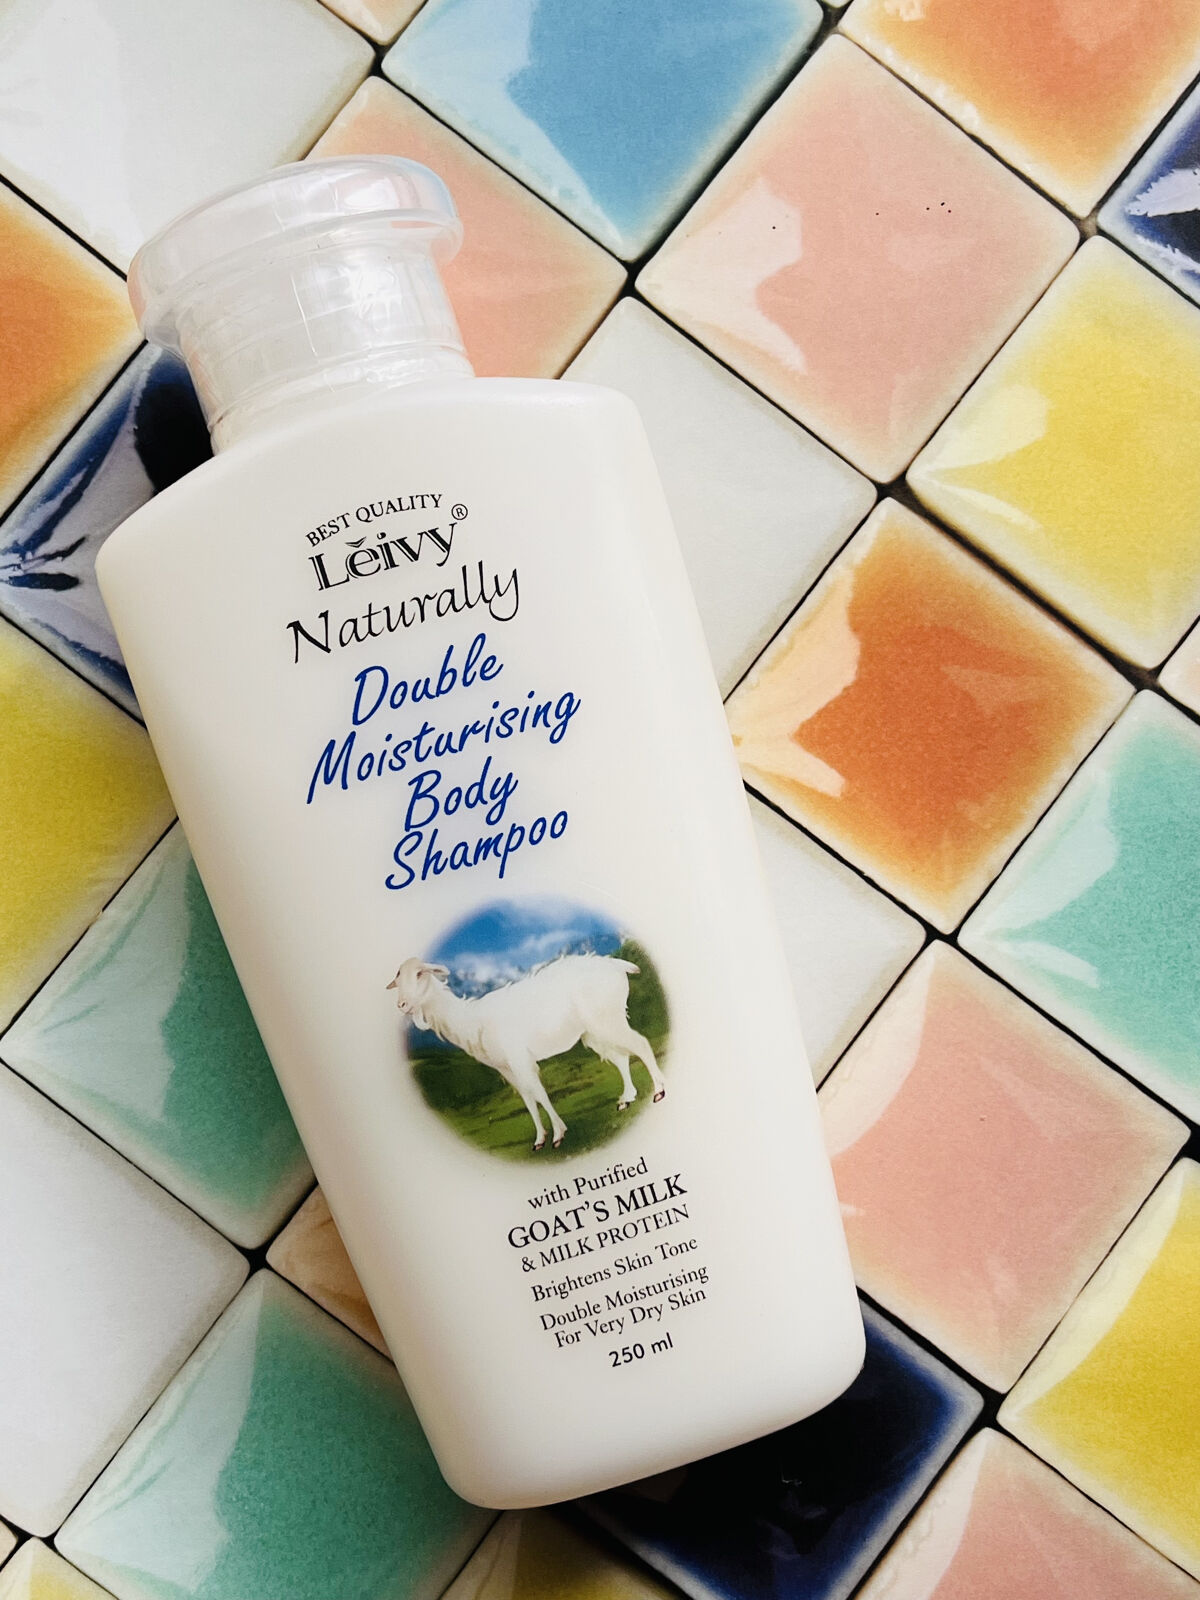 BEST QUALITY
Lěivy®
Naturally
Double
Moisturising
Body
Shampoo
with Purified
GOAT'S MILK
& MILK PROTEIN
Brightens Skin Tone
Double Moisturising
For Very Dry Skin
250 ml